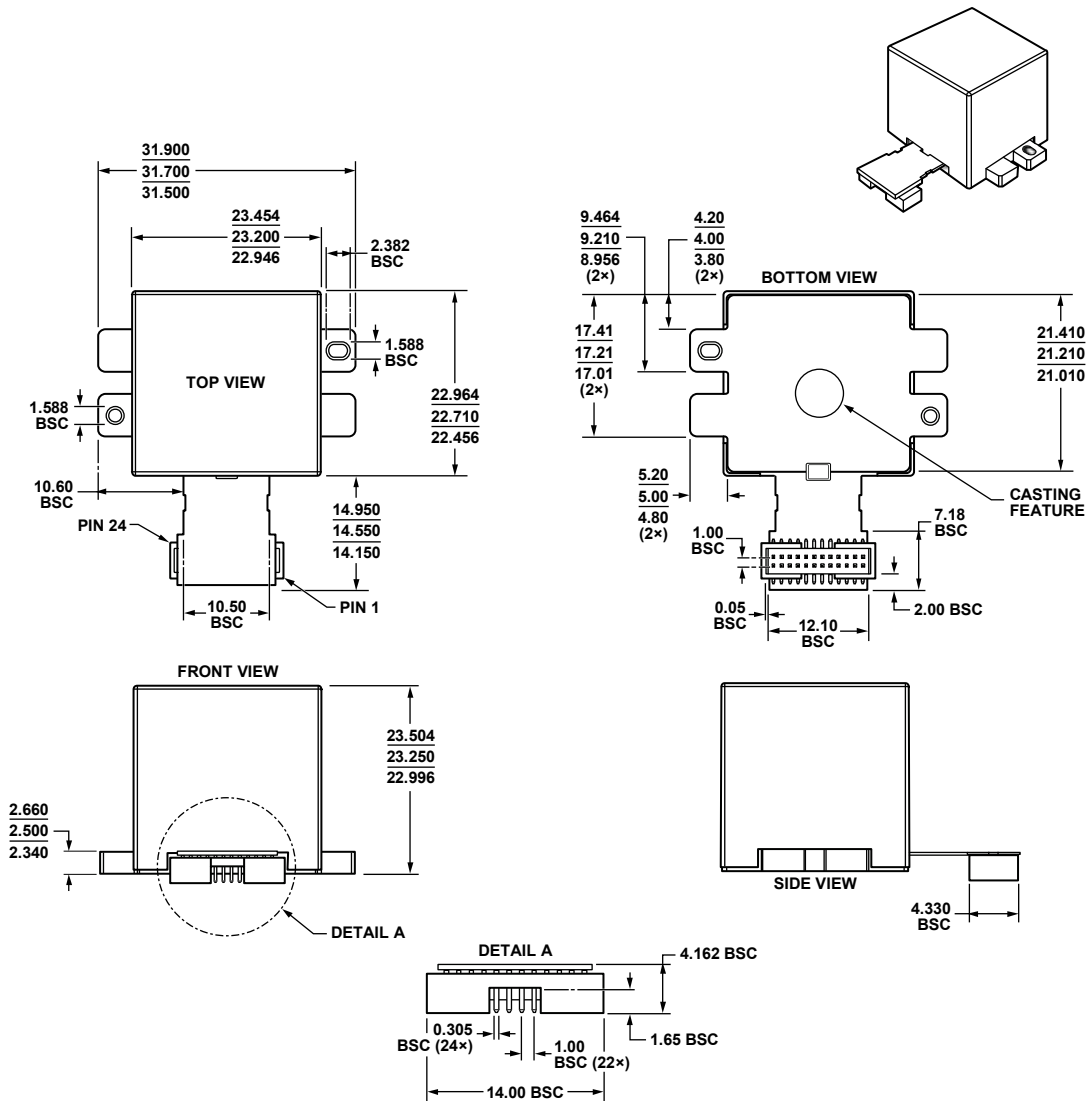 31.900
31.700
31.500
23.454
23.200
22.946
2.382
BSC
1.588
BSC
TOP VIEW
1.588
BSC
22.964
22.710
22.456
10.60
BSC
PIN 24
14.950
14.550
14.150
10.50
BSC
PIN 1
9.464
9.210
8.956
(2×)
4.20
4.00
3.80
(2×)
BOTTOM VIEW
17.41
17.21
17.01
(2×)
21.410
21.210
21.010
5.20
5.00
4.80
(2×)
CASTING
FEATURE
1.00
BSC
7.18
BSC
0.05
BSC
12.10
BSC
2.00 BSC
FRONT VIEW
23.504
23.250
22.996
2.660
2.500
2.340
DETAIL A
SIDE VIEW
4.330
BSC
DETAIL A
4.162 BSC
0.305
BSC (24×)
1.00
BSC (22×)
1.65 BSC
14.00 BSC